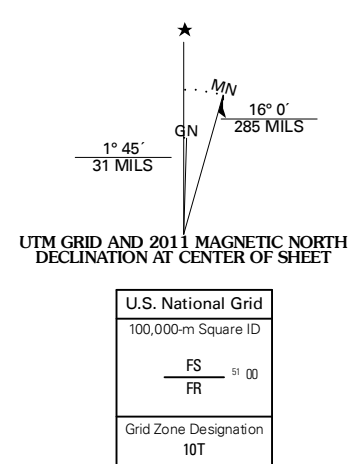 MN
GN
16° 0´
285 MILS
1° 45´
31 MILS
UTM GRID AND 2011 MAGNETIC NORTH
DECLINATION AT CENTER OF SHEET
U.S. National Grid
100,000-m Square ID
FS
51 00
FR
Grid Zone Designation
10T